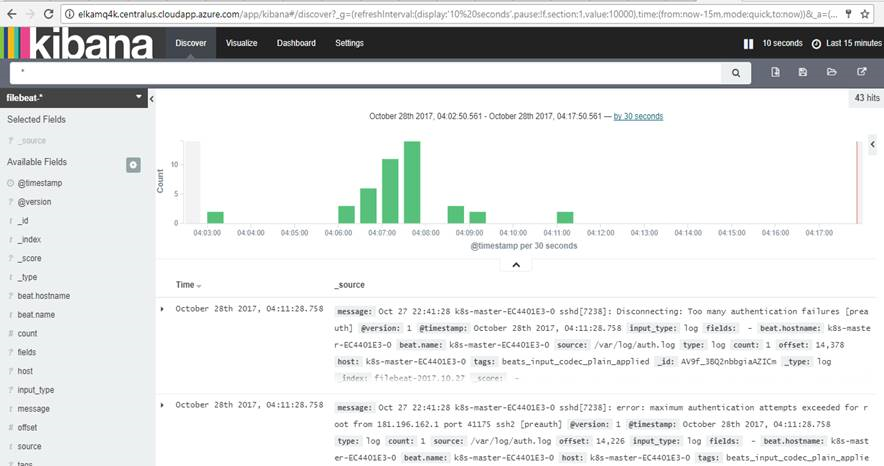 elkamq4k.centralus.cloudapp.azure.com/app/kibana#/discover?_g=(refreshInterval:(display:'10%20seconds',pause:!f,section:1,value:10000),time:(from:now-15m,mode:quick,to:now))&_a=(...
kibana
Discover Visualize Dashboard Settings
10 seconds Last 15 minutes
*
filebeat-*
43 hits
Selected Fields
? _source
Available Fields
@timestamp
? @version
t _id
t _index
? _score
t _type
? beat.hostname
t beat.name
# count
? fields
t host
? input_type
t message
# offset
t source
? tags
October 28th 2017, 04:02:50.561 - October 28th 2017, 04:17:50.561 — by 30 seconds
Count
10
5
0
04:03:00 04:04:00 04:05:00 04:06:00 04:07:00 04:08:00 04:09:00 04:10:00 04:11:00 04:12:00 04:13:00 04:14:00 04:15:00 04:16:00 04:17:00
@timestamp per 30 seconds
Time _source
October 28th 2017, 04:11:28.758
message: Oct 27 22:41:28 k8s-master-EC4401E3-0 sshd[7238]: Disconnecting: Too many authentication failures [pre
auth] @version: 1 @timestamp: October 28th 2017, 04:11:28.758 input_type: log fields: - beat.hostname: k8s-maste
r-EC4401E3-0 beat.name: k8s-master-EC4401E3-0 source: /var/log/auth.log type: log count: 1 offset: 14,378
host: k8s-master-EC4401E3-0 tags: beats_input_codec_plain_applied _id: AV9f_3BQ2nbbgiaAZICm _type: log
_index: filebeat-2017.10.27 _score: -
October 28th 2017, 04:11:28.758
message: Oct 27 22:41:28 k8s-master-EC4401E3-0 sshd[7238]: error: maximum authentication attempts exceeded for r
oot from 181.196.162.1 port 41175 ssh2 [preauth] @version: 1 @timestamp: October 28th 2017, 04:11:28.758
type: log count: 1 source: /var/log/auth.log offset: 14,226 input_type: log fields: - beat.hostname: k8s-ma
ster-EC4401E3-0 beat.name: k8s-master-EC4401E3-0 host: k8s-master-EC4401E3-0 tags: beats_input_codec_plain_applie